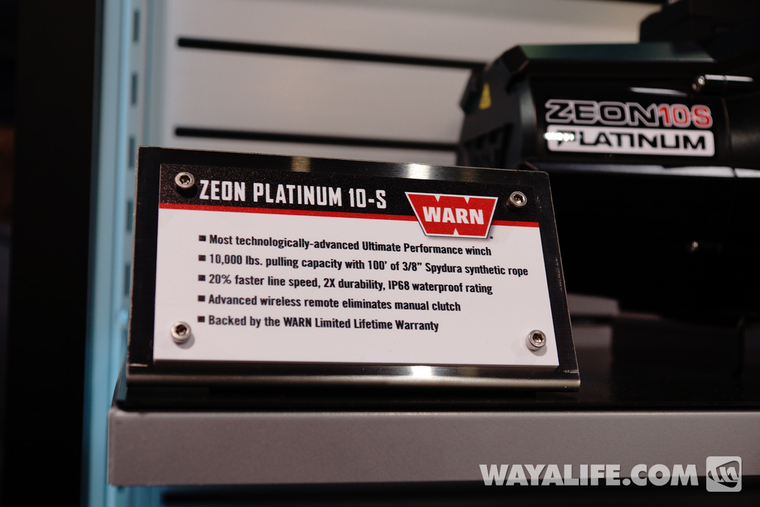 ZEON10-S
PLATINUM
ZEON PLATINUM 10-S
WARN
▪ Most technologically-advanced Ultimate Performance winch
▪ 10,000 lbs. pulling capacity with 100' of 3/8" Spydura synthetic rope
▪ 20% faster line speed, 2X durability, IP68 waterproof rating
▪ Advanced wireless remote eliminates manual clutch
▪ Backed by the WARN Limited Lifetime Warranty
WAYALIFE.COM